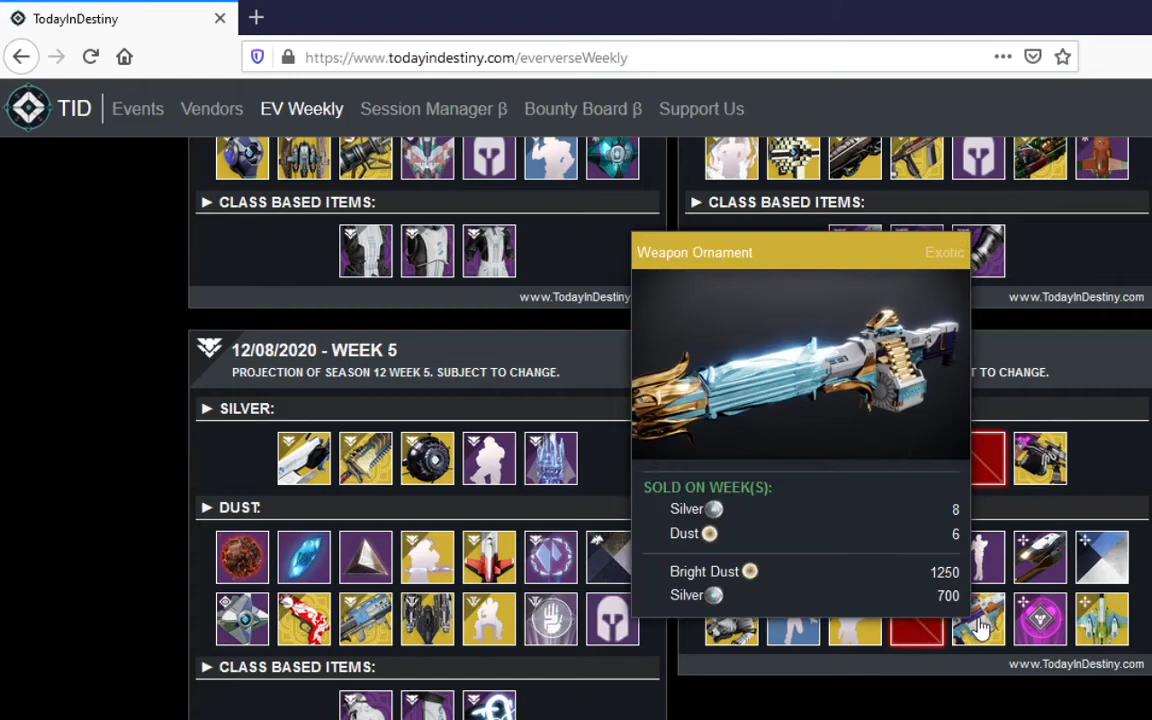 TodayInDestiny
https://www.todayindestiny.com/eververseWeekly
TID Events Vendors EV Weekly Session Manager β Bounty Board β Support Us
CLASS BASED ITEMS:
CLASS BASED ITEMS:
www.TodayInDestiny
www.TodayInDestiny.com
Weapon Ornament Exotic
12/08/2020 - WEEK 5
PROJECTION OF SEASON 12 WEEK 5. SUBJECT TO CHANGE.
T TO CHANGE.
SILVER:
DUST:
SOLD ON WEEK(S):
Silver 8
Dust 6
Bright Dust 1250
Silver 700
CLASS BASED ITEMS:
www.TodayInDestiny.com